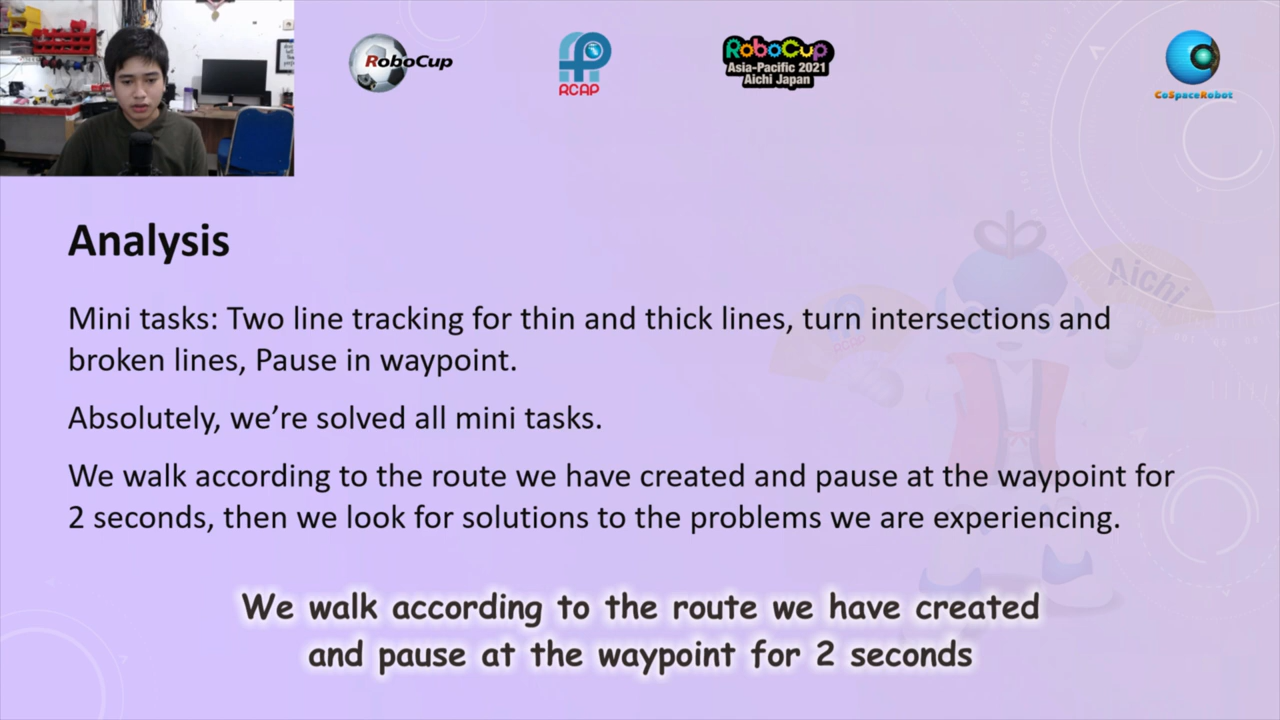 RoboCup
RCAP
RoboCup
Asia-Pacific 2021
Aichi Japan
CoSpaceRobot
Analysis
Aichi
RCAP
Mini tasks: Two line tracking for thin and thick lines, turn intersections and
broken lines, Pause in waypoint.
Absolutely, we’re solved all mini tasks.
We walk according to the route we have created and pause at the waypoint for
2 seconds, then we look for solutions to the problems we are experiencing.
We walk according to the route we have created
and pause at the waypoint for 2 seconds